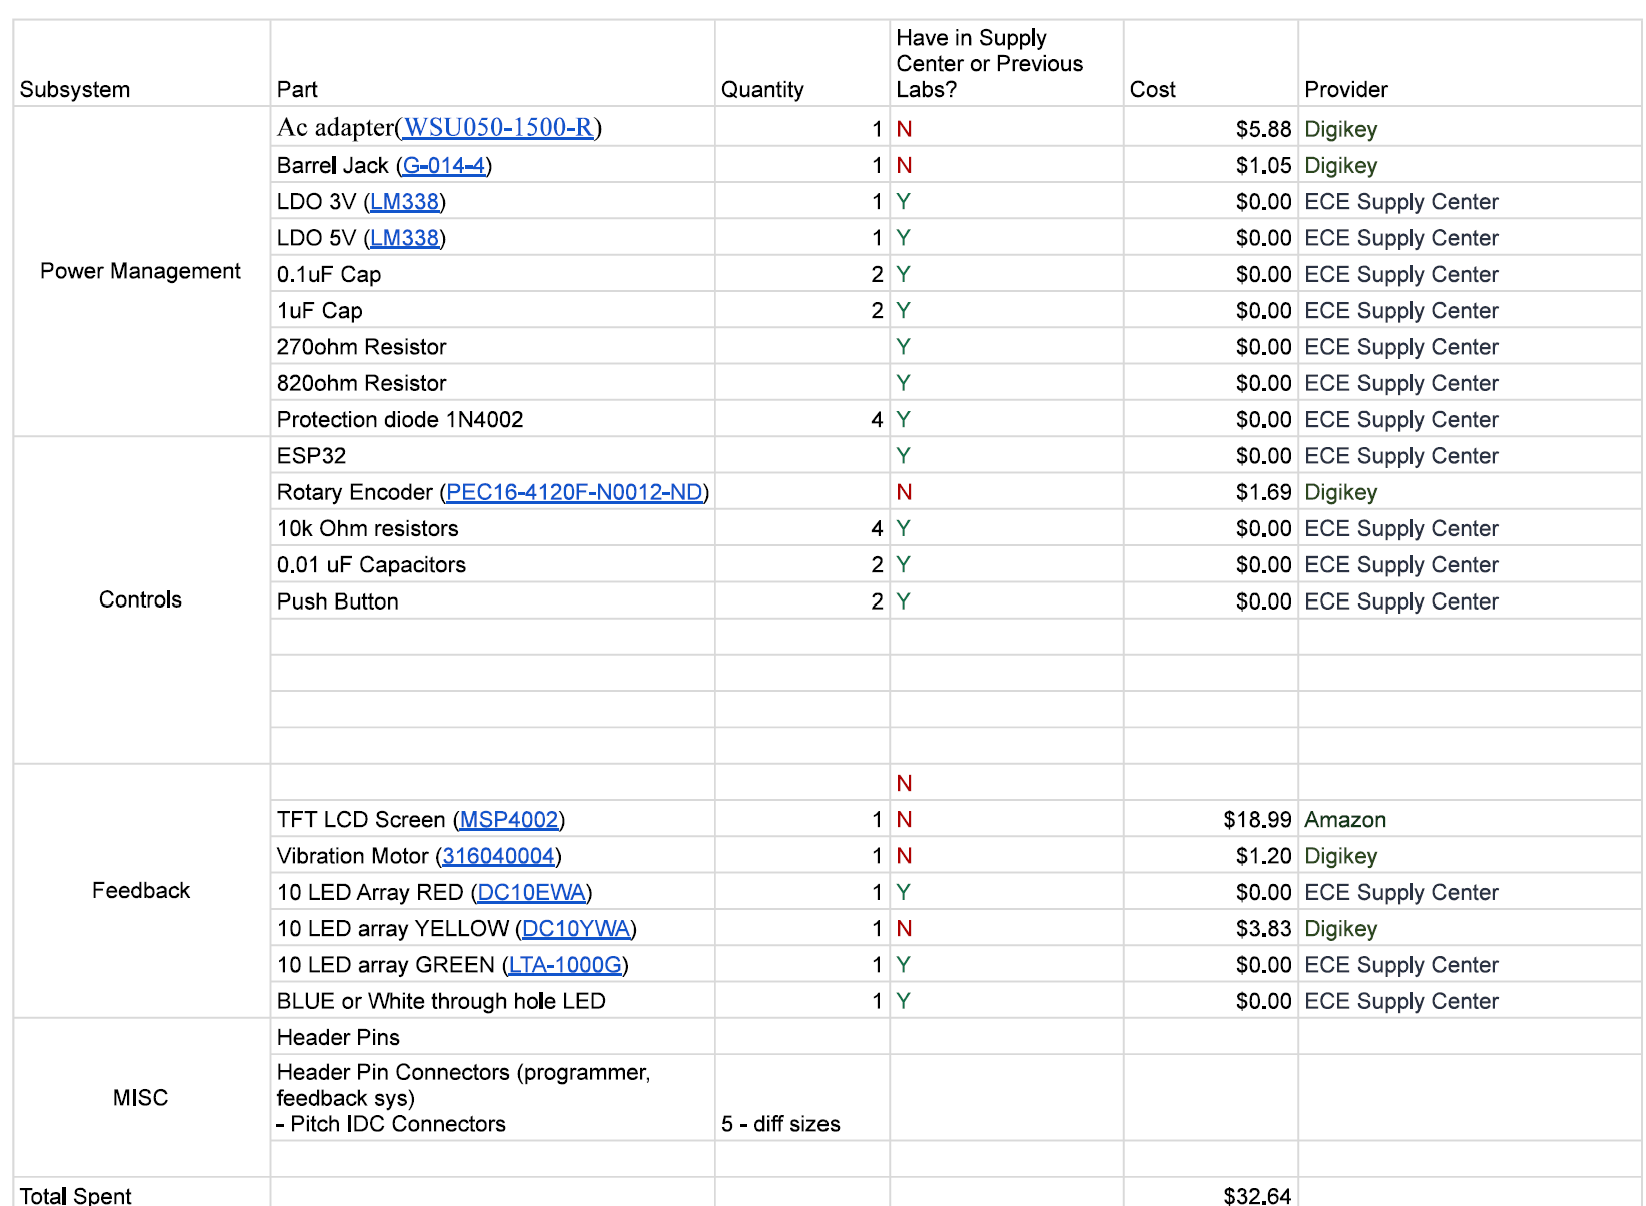 Subsystem Part Quantity Have in Supply Center or Previous Labs? Cost Provider
Power Management
Ac adapter(WSU050-1500-R) 1 N $5.88 Digikey
Barrel Jack (G-014-4) 1 N $1.05 Digikey
LDO 3V (LM338) 1 Y $0.00 ECE Supply Center
LDO 5V (LM338) 1 Y $0.00 ECE Supply Center
0.1uF Cap 2 Y $0.00 ECE Supply Center
1uF Cap 2 Y $0.00 ECE Supply Center
270ohm Resistor Y $0.00 ECE Supply Center
820ohm Resistor Y $0.00 ECE Supply Center
Protection diode 1N4002 4 Y $0.00 ECE Supply Center
Controls
ESP32 Y $0.00 ECE Supply Center
Rotary Encoder (PEC16-4120F-N0012-ND) N $1.69 Digikey
10k Ohm resistors 4 Y $0.00 ECE Supply Center
0.01 uF Capacitors 2 Y $0.00 ECE Supply Center
Push Button 2 Y $0.00 ECE Supply Center
Feedback
N
TFT LCD Screen (MSP4002) 1 N $18.99 Amazon
Vibration Motor (316040004) 1 N $1.20 Digikey
10 LED Array RED (DC10EWA) 1 Y $0.00 ECE Supply Center
10 LED array YELLOW (DC10YWA) 1 N $3.83 Digikey
10 LED array GREEN (LTA-1000G) 1 Y $0.00 ECE Supply Center
BLUE or White through hole LED 1 Y $0.00 ECE Supply Center
MISC
Header Pins
Header Pin Connectors (programmer,
feedback sys)
- Pitch IDC Connectors 5 - diff sizes
Total Spent $32.64